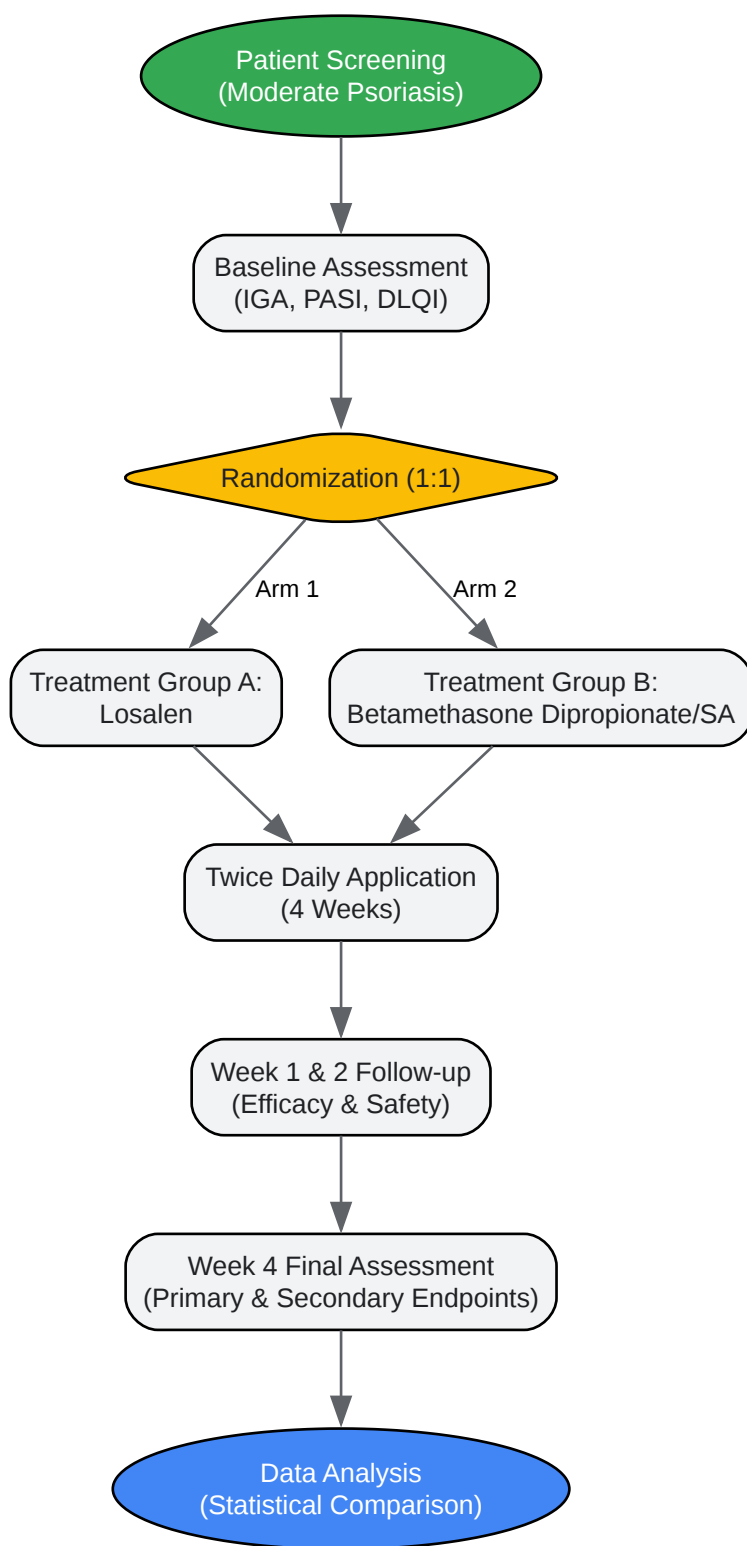 Patient Screening
(Moderate Psoriasis)
Baseline Assessment
(IGA, PASI, DLQI)
Randomization (1:1)
Arm 1
Arm 2
Treatment Group A:
Losalen
Treatment Group B:
Betamethasone Dipropionate/SA
Twice Daily Application
(4 Weeks)
Week 1 & 2 Follow-up
(Efficacy & Safety)
Week 4 Final Assessment
(Primary & Secondary Endpoints)
Data Analysis
(Statistical Comparison)